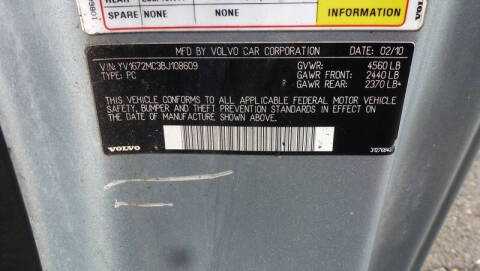 SPARE NONE NONE INFORMATION
MFD BY VOLVO CAR CORPORATION DATE: 02/10
VIN: YV1672MC3BJ108609 GVWR: 4560 LB
TYPE: PC GAWR FRONT: 2440 LB
GAWR REAR: 2370 LB
THIS VEHICLE CONFORMS TO ALL APPLICABLE FEDERAL MOTOR VEHICLE
SAFETY, BUMPER AND THEFT PREVENTION STANDARDS IN EFFECT ON
THE DATE OF MANUFACTURE SHOWN ABOVE.
VOLVO